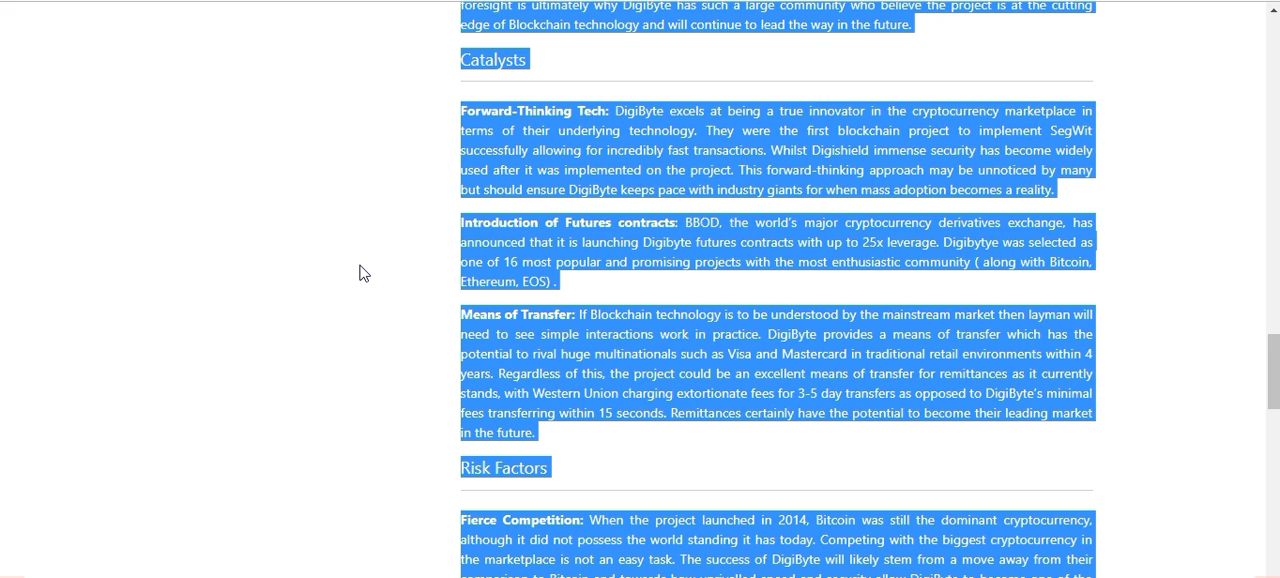 foresight is ultimately why DigiByte has such a large community who believe the project is at the cutting
edge of Blockchain technology and will continue to lead the way in the future.
Catalysts
Forward-Thinking Tech: DigiByte excels at being a true innovator in the cryptocurrency marketplace in
terms of their underlying technology. They were the first blockchain project to implement SegWit
successfully allowing for incredibly fast transactions. Whilst Digishield immense security has become widely
used after it was implemented on the project. This forward-thinking approach may be unnoticed by many
but should ensure DigiByte keeps pace with industry giants for when mass adoption becomes a reality.
Introduction of Futures contracts: BBOD, the world's major cryptocurrency derivatives exchange, has
announced that it is launching Digibyte futures contracts with up to 25x leverage. Digibytye was selected as
one of 16 most popular and promising projects with the most enthusiastic community ( along with Bitcoin,
Ethereum, EOS) .
Means of Transfer: If Blockchain technology is to be understood by the mainstream market then layman will
need to see simple interactions work in practice. DigiByte provides a means of transfer which has the
potential to rival huge multinationals such as Visa and Mastercard in traditional retail environments within 4
years. Regardless of this, the project could be an excellent means of transfer for remittances as it currently
stands, with Western Union charging extortionate fees for 3-5 day transfers as opposed to DigiByte's minimal
fees transferring within 15 seconds. Remittances certainly have the potential to become their leading market
in the future.
Risk Factors
Fierce Competition: When the project launched in 2014, Bitcoin was still the dominant cryptocurrency,
although it did not possess the world standing it has today. Competing with the biggest cryptocurrency in
the marketplace is not an easy task. The success of DigiByte will likely stem from a move away from their